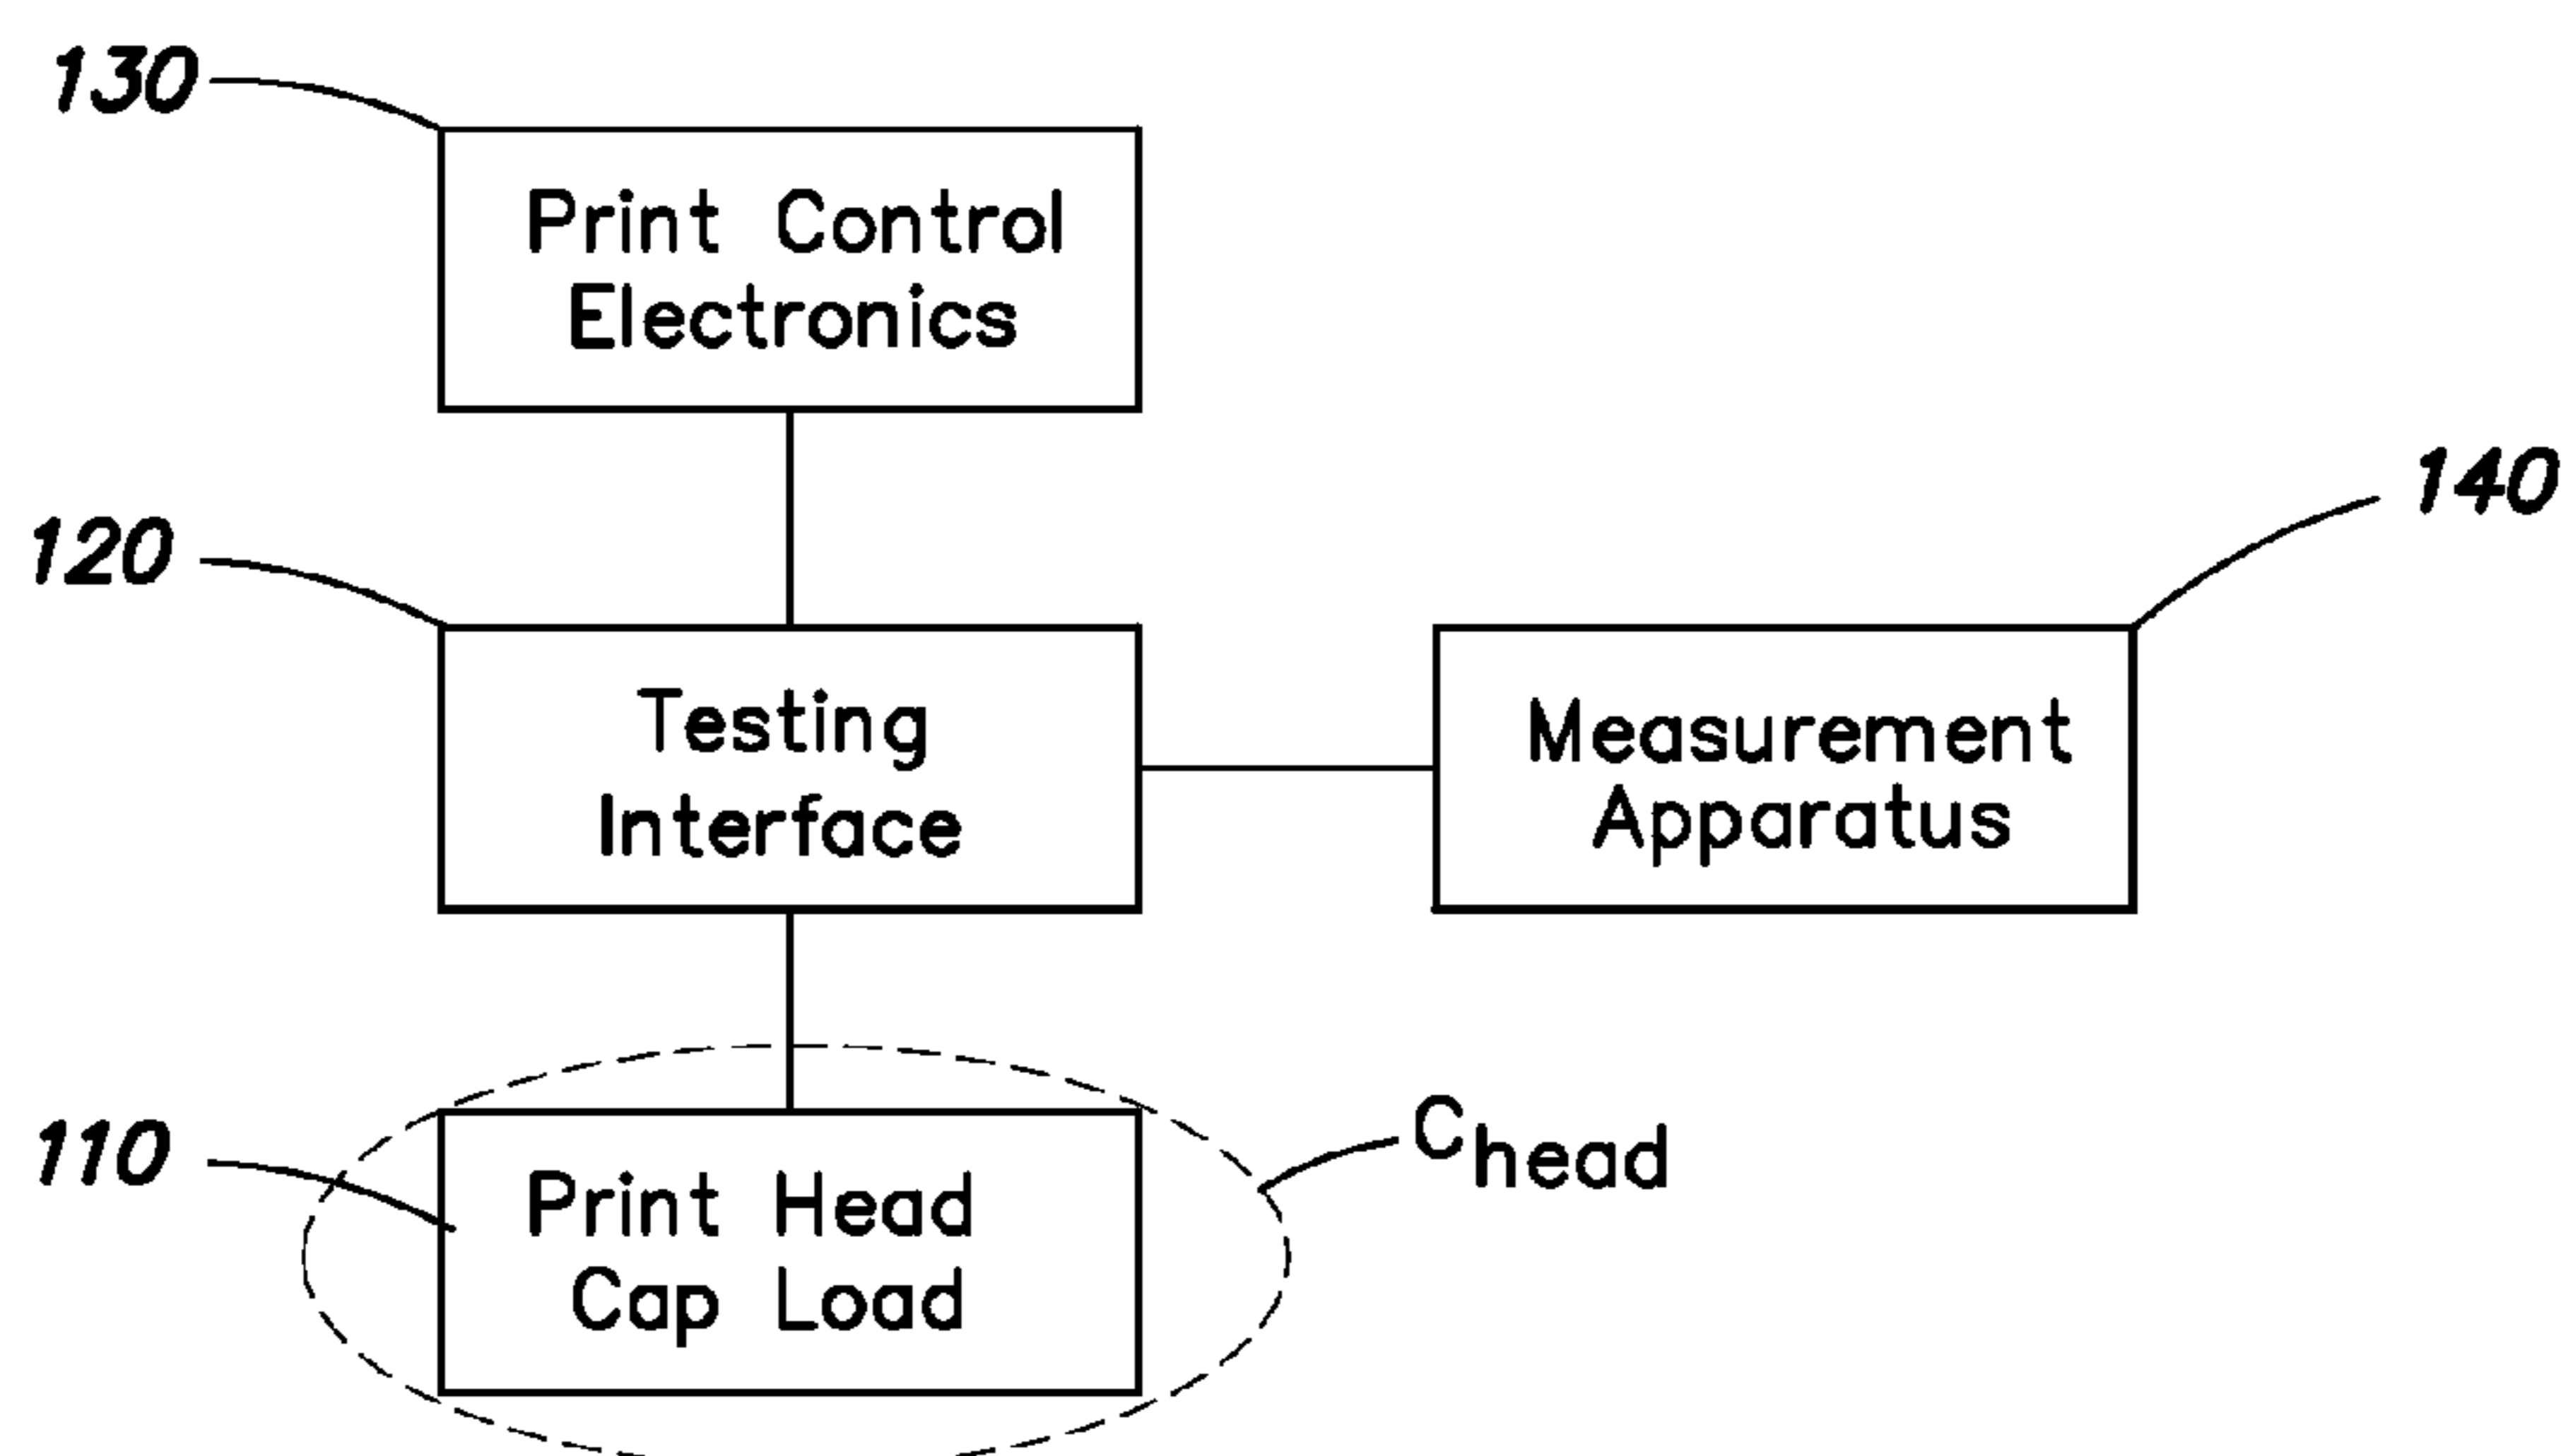 130
Print Control
Electronics
140
120
Testing
Interface
Measurement
Apparatus
110
Chead
Print Head
Cap Load